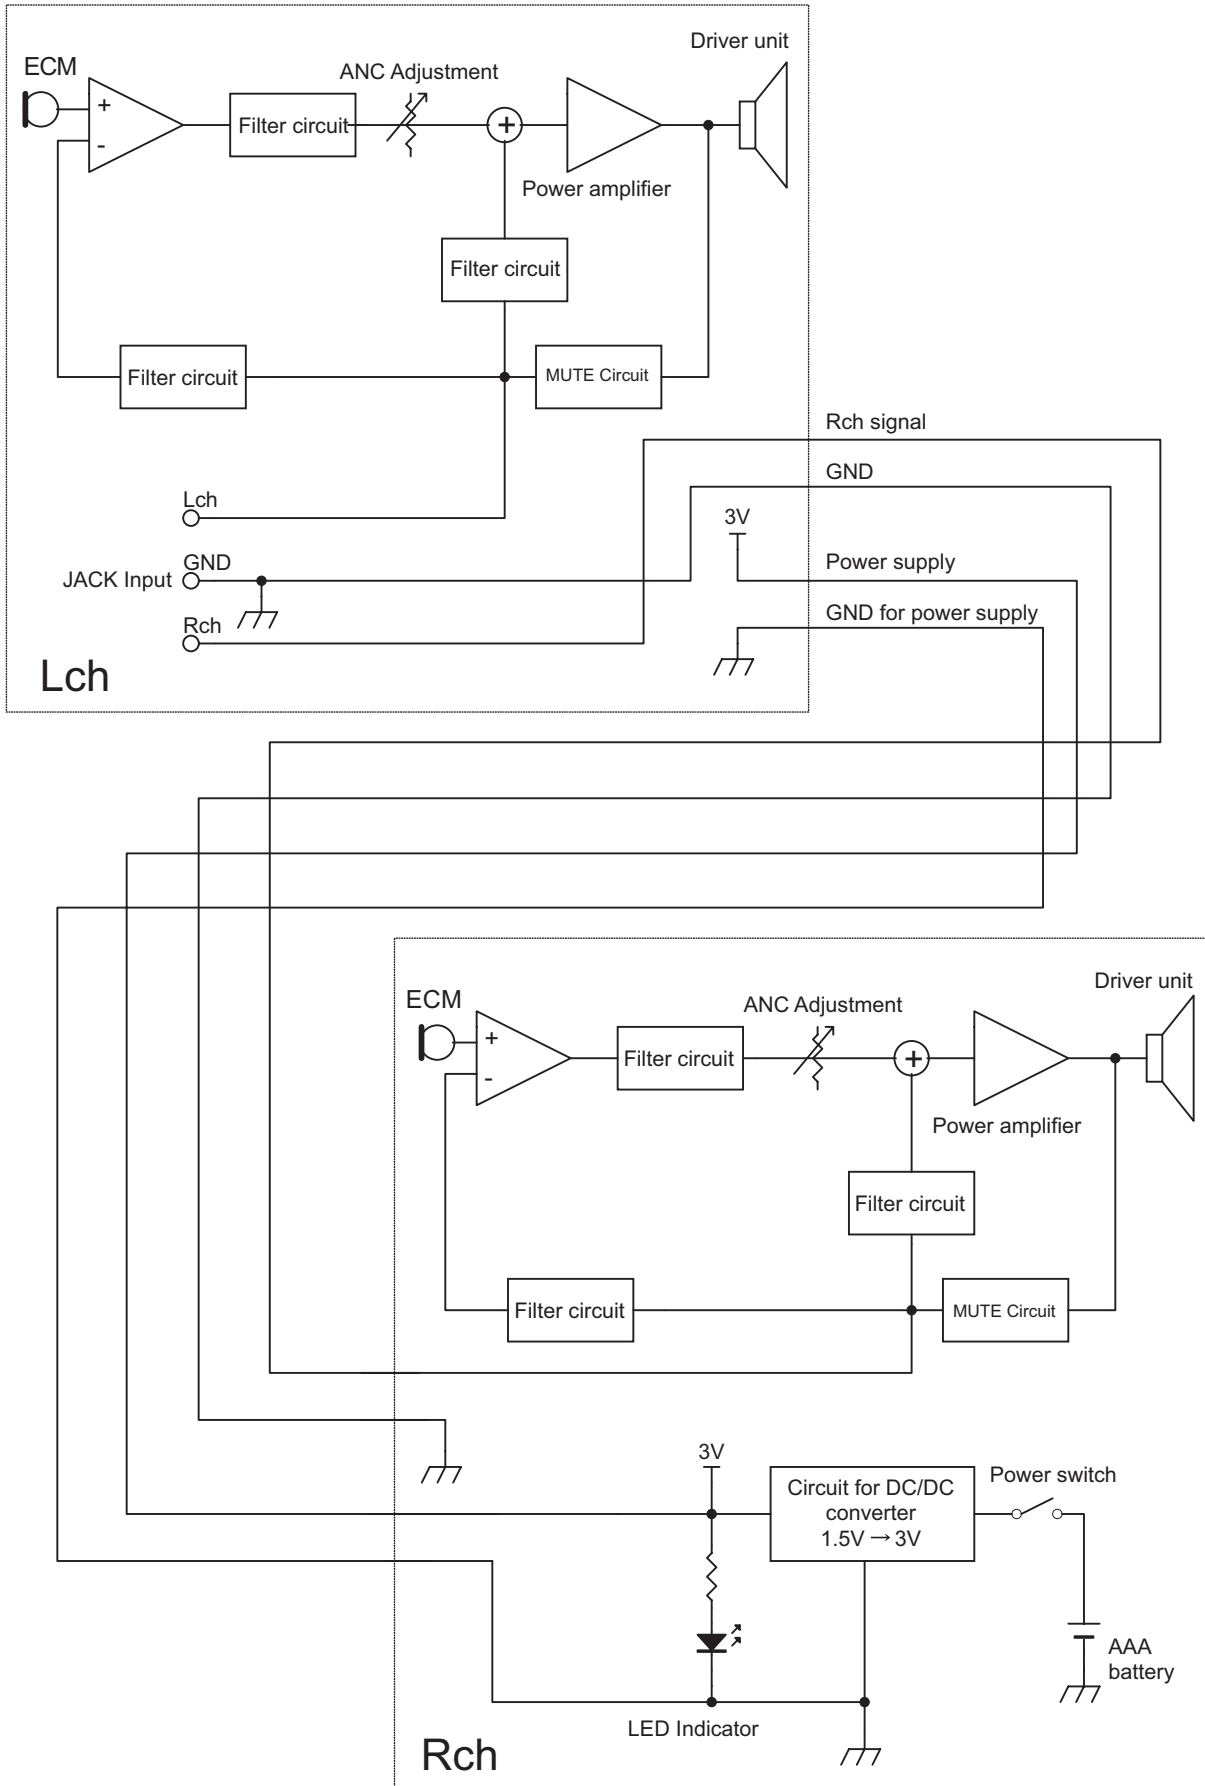 Driver unit
ECM
ANC Adjustment
+
-
Filter circuit
+
Power amplifier
Filter circuit
Filter circuit
MUTE Circuit
Rch signal
GND
Lch
3V
GND
JACK Input
Power supply
Rch
GND for power supply
Lch
Driver unit
ECM
ANC Adjustment
+
-
Filter circuit
+
Power amplifier
Filter circuit
Filter circuit
MUTE Circuit
3V
Circuit for DC/DC
converter
1.5V → 3V
Power switch
AAA
battery
LED Indicator
Rch